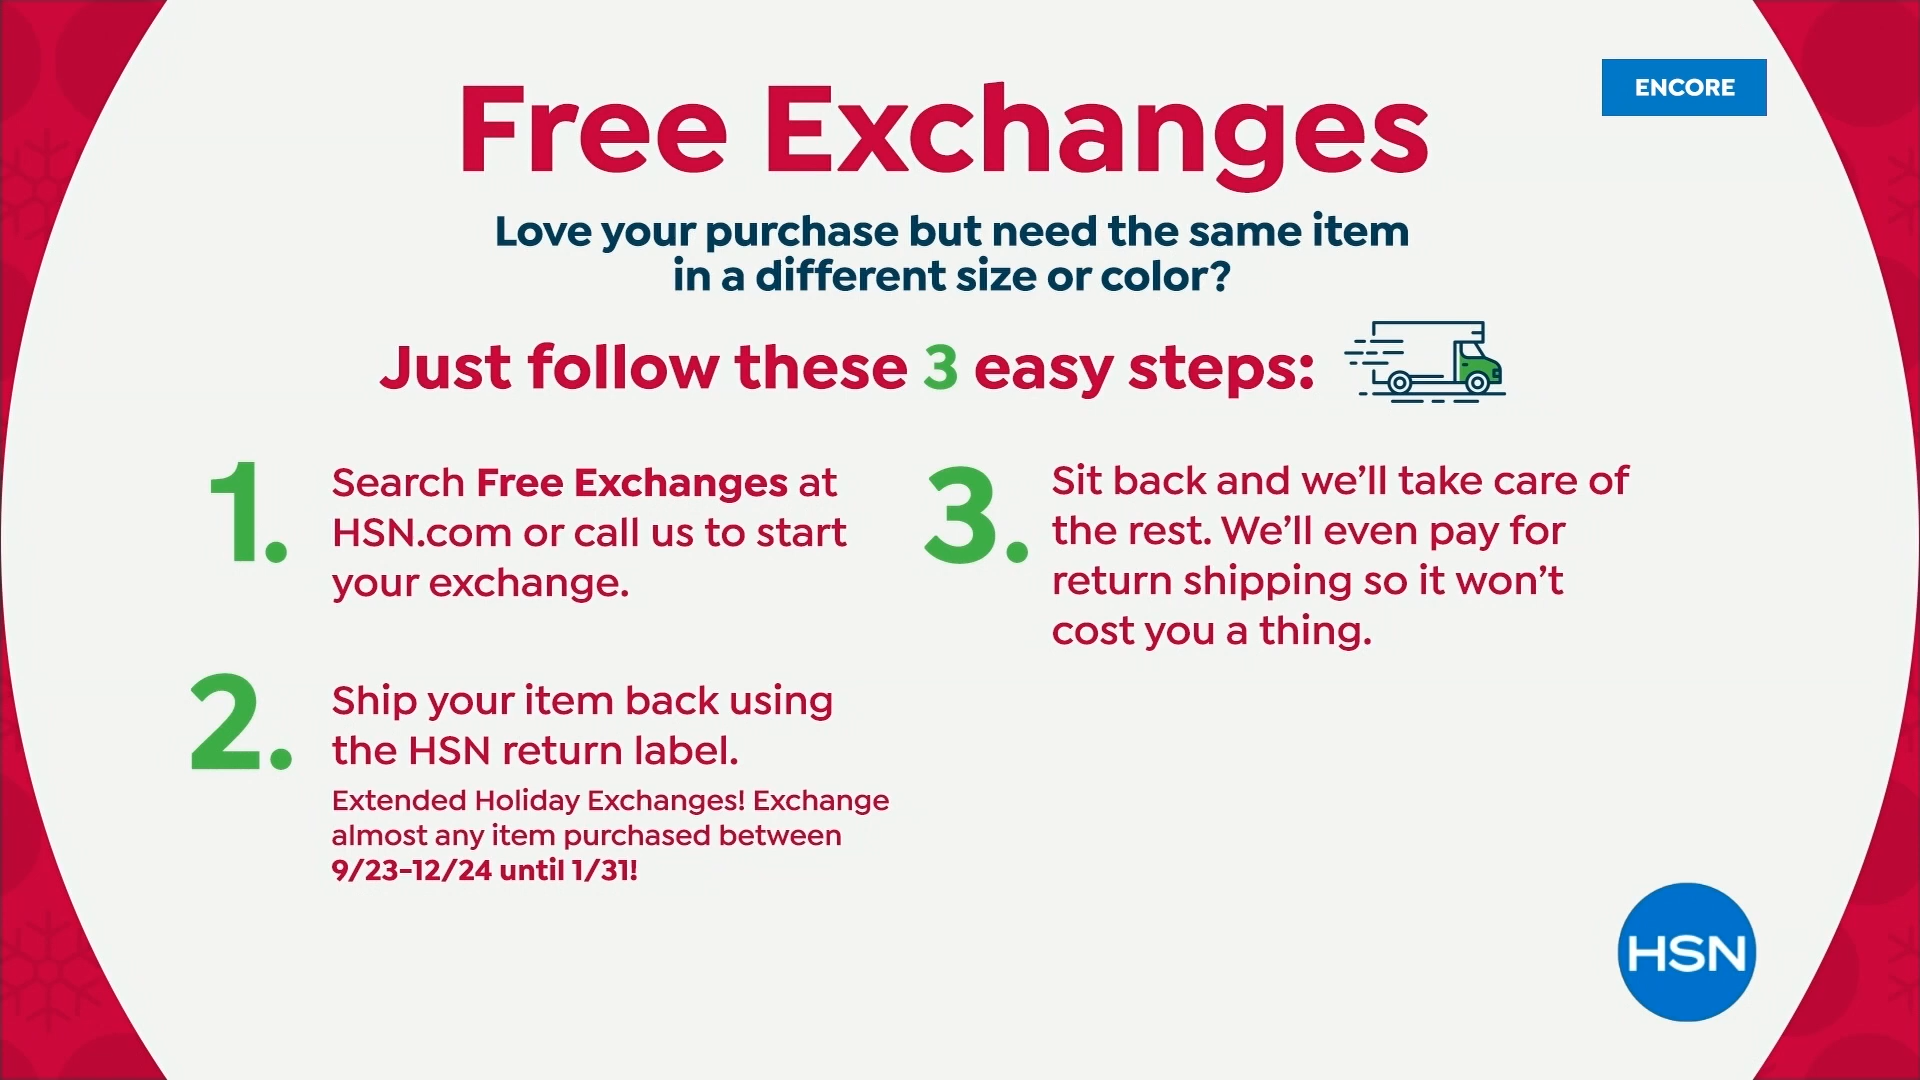 ENCORE
Free Exchanges
Love your purchase but need the same item
in a different size or color?
Just follow these 3 easy steps:
1. Search Free Exchanges at
HSN.com or call us to start
your exchange.
2. Ship your item back using
the HSN return label.
Extended Holiday Exchanges! Exchange
almost any item purchased between
9/23-12/24 until 1/31!
3. Sit back and we'll take care of
the rest. We'll even pay for
return shipping so it won't
cost you a thing.
HSN